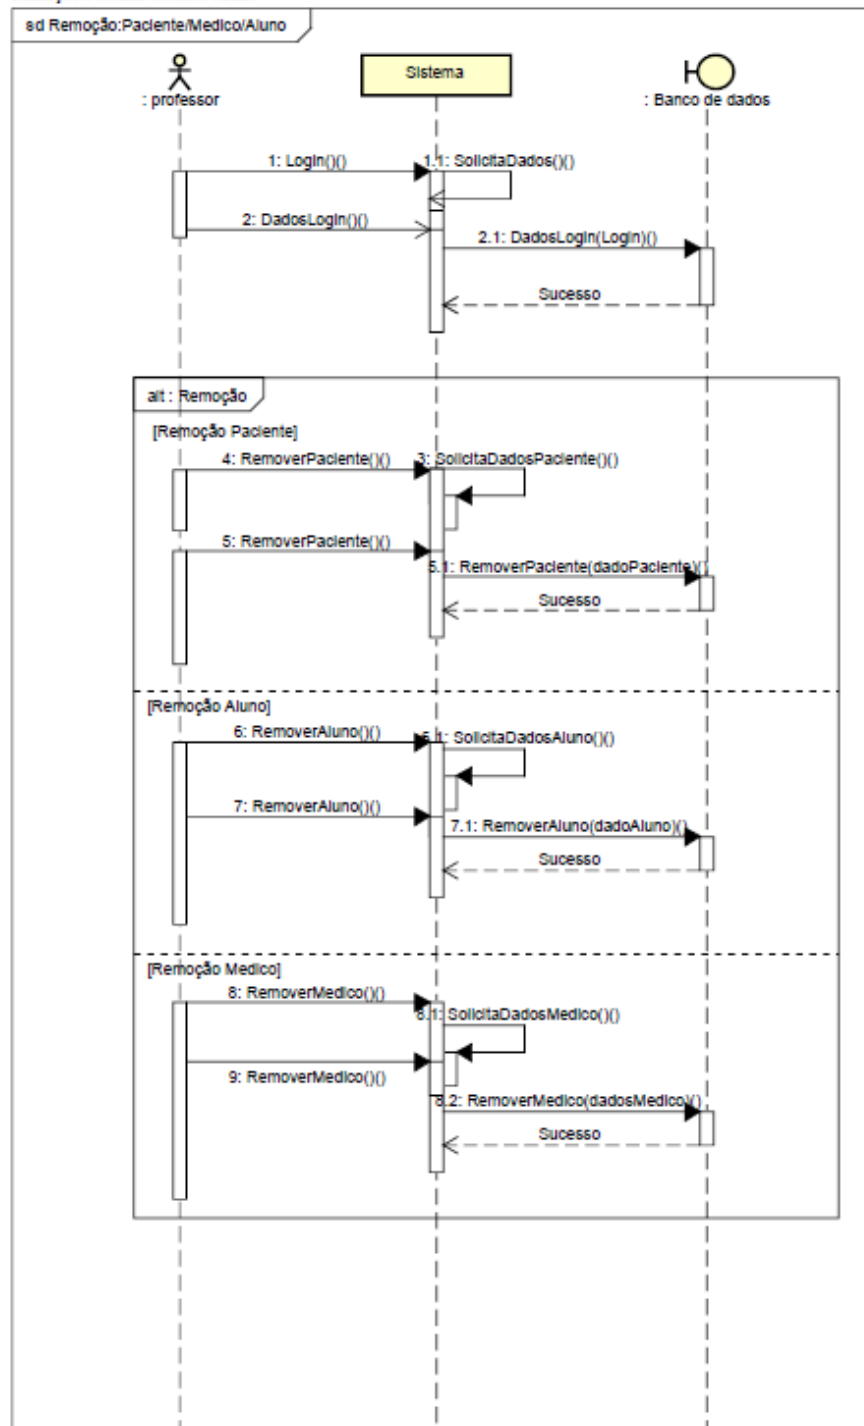 sd Remoção:Paciente/Medico/Aluno
: professor
Sistema
: Banco de dados
1: Login()()
1.1: SolicitaDados()()
2: DadosLogin()()
2.1: DadosLogin(Login)()
Sucesso
alt : Remoção
[Remoção Paciente]
4: RemoverPaciente()()
3: SolicitaDadosPaciente()()
5: RemoverPaciente()()
5.1: RemoverPaciente(dadoPaciente)()
Sucesso
[Remoção Aluno]
6: RemoverAluno()()
6.1: SolicitaDadosAluno()()
7: RemoverAluno()()
7.1: RemoverAluno(dadoAluno)()
Sucesso
[Remoção Medico]
8: RemoverMedico()()
8.1: SolicitaDadosMedico()()
9: RemoverMedico()()
8.2: RemoverMedico(dadosMedico)()
Sucesso